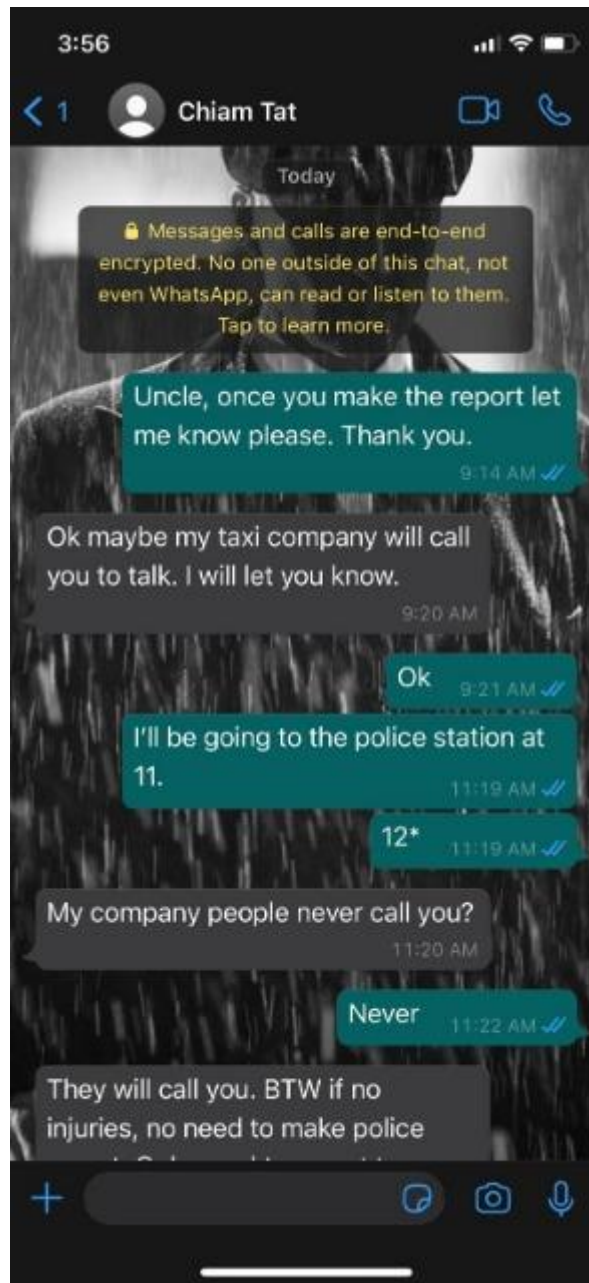 3:56
1 Chiam Tat
Today
Messages and calls are end-to-end
encrypted. No one outside of this chat, not
even WhatsApp, can read or listen to them.
Tap to learn more.
Uncle, once you make the report let
me know please. Thank you.
9:14 AM
Ok maybe my taxi company will call
you to talk. I will let you know.
9:20 AM
Ok 9:21 AM
I'll be going to the police station at
11.
11:19 AM
12* 11:19 AM
My company people never call you?
11:20 AM
Never 11:22 AM
They will call you. BTW if no
injuries, no need to make police